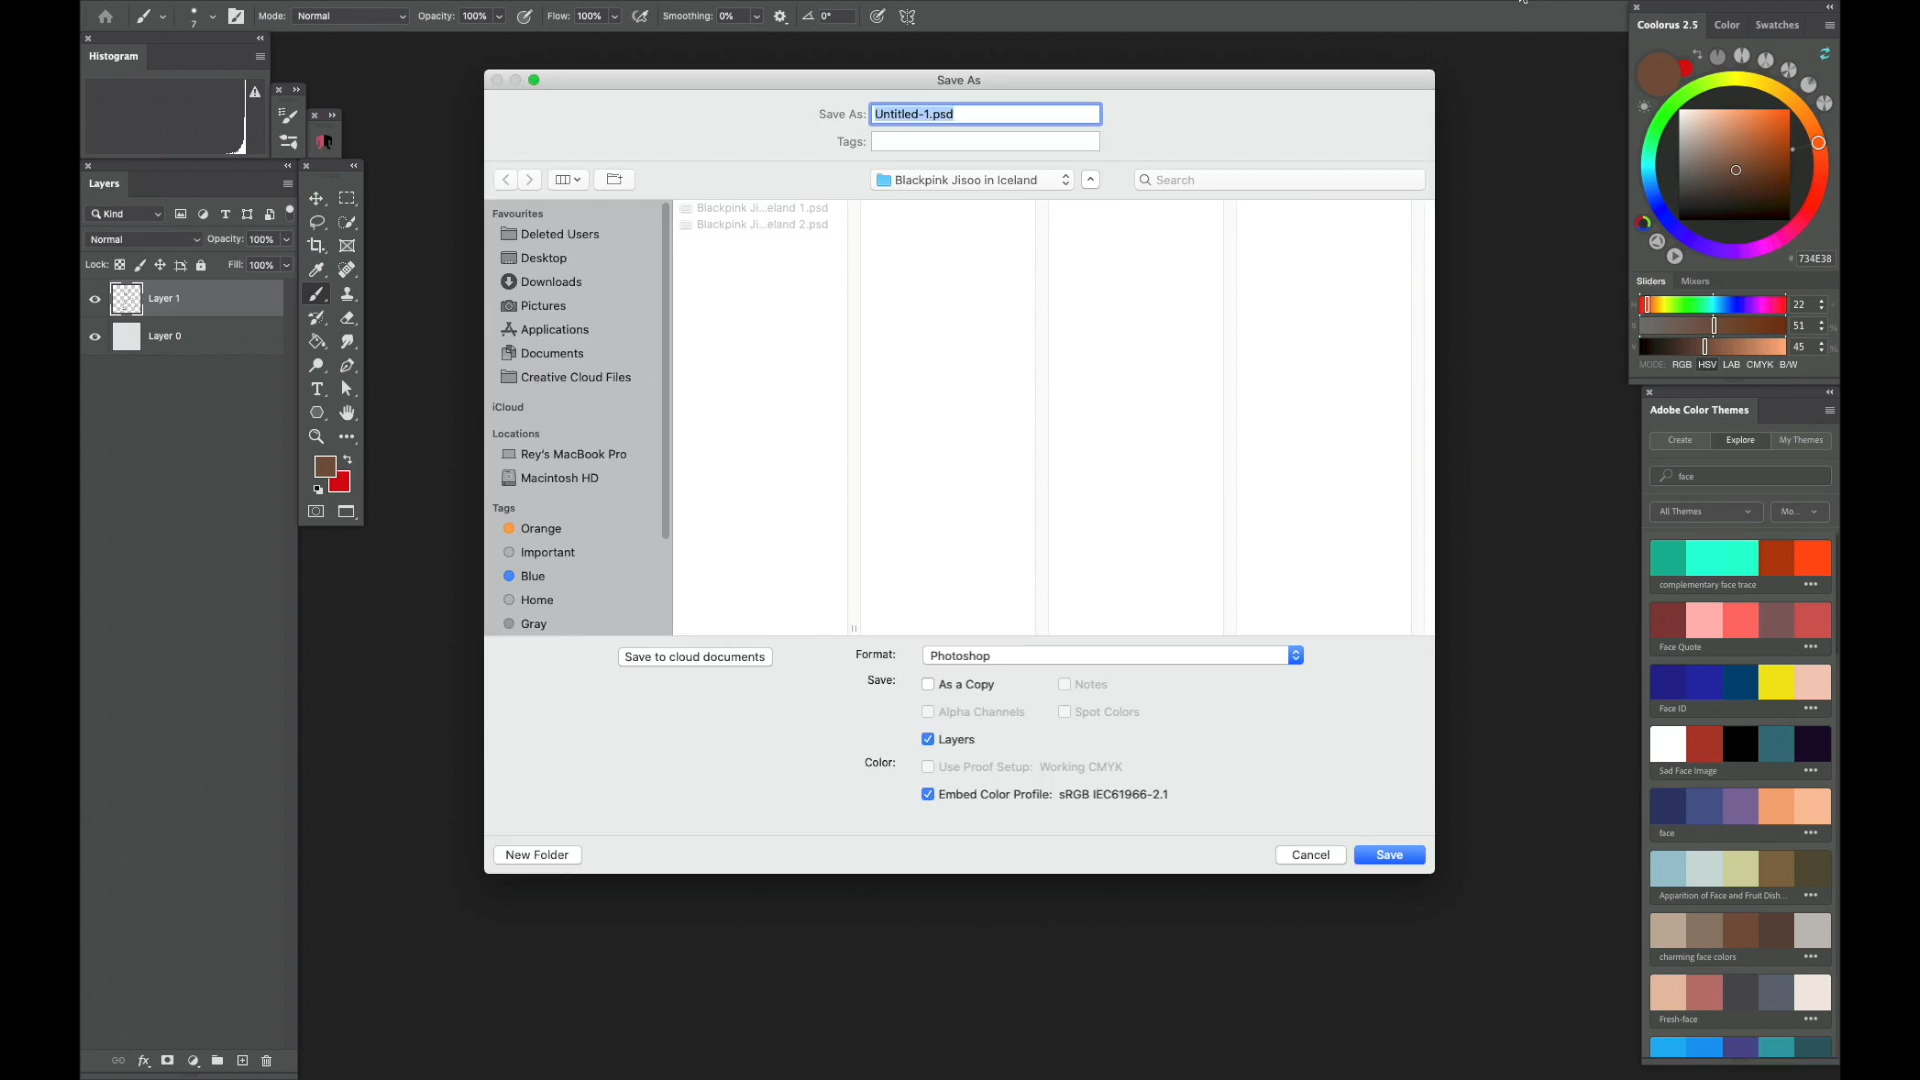 7
Mode: Normal
Opacity: 100%
Flow: 100%
Smoothing: 0%
0°
Histogram
Layers
Kind
Normal
Opacity: 100%
Lock:
Fill: 100%
Layer 1
Layer 0
Save As
Save As: Untitled-1.psd
Tags:
Blackpink Jisoo in Iceland
Search
Favourites
Deleted Users
Desktop
Downloads
Pictures
Applications
Documents
Creative Cloud Files
iCloud
Locations
Rey's MacBook Pro
Macintosh HD
Tags
Orange
Important
Blue
Home
Gray
Blackpink Ji...eland 1.psd
Blackpink Ji...eland 2.psd
Save to cloud documents
Format: Photoshop
Save: As a Copy
Notes
Alpha Channels
Spot Colors
Layers
Color: Use Proof Setup: Working CMYK
Embed Color Profile: sRGB IEC61966-2.1
New Folder
Cancel
Save
Coolorus 2.5
Color
Swatches
# 734E38
Sliders
Mixers
H 22
S 51 %
V 45 %
MODE: RGB HSV LAB CMYK B/W
Adobe Color Themes
Create
Explore
My Themes
face
All Themes
Mo...
complementary face trace
Face Quote
Face ID
Sad Face Image
face
Apparition of Face and Fruit Dish...
charming face colors
Fresh-face